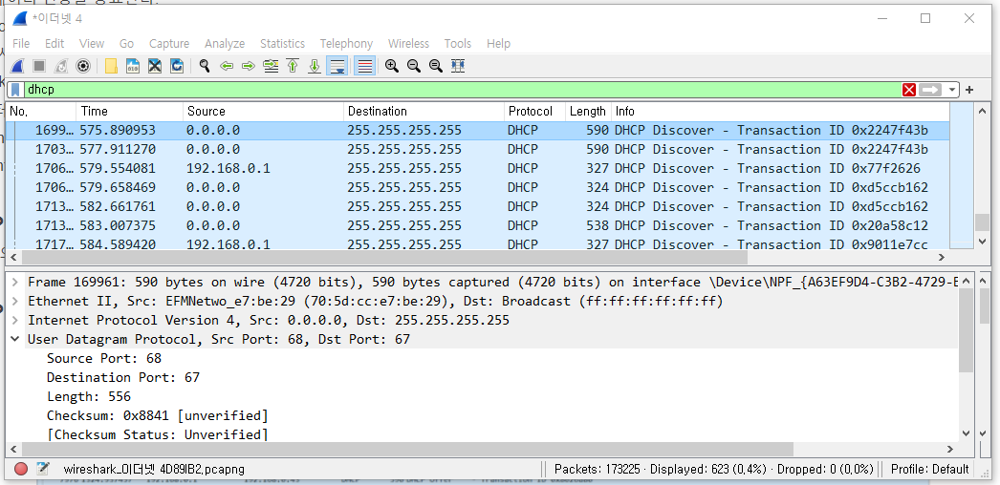 *이더넷 4
File Edit View Go Capture Analyze Statistics Telephony Wireless Tools Help
dhcp
No. Time Source Destination Protocol Length Info
1699… 575.890953 0.0.0.0 255.255.255.255 DHCP 590 DHCP Discover - Transaction ID 0x2247f43b
1703… 577.911270 0.0.0.0 255.255.255.255 DHCP 590 DHCP Discover - Transaction ID 0x2247f43b
1706… 579.554081 192.168.0.1 255.255.255.255 DHCP 327 DHCP Discover - Transaction ID 0x77f2626
1706… 579.658469 0.0.0.0 255.255.255.255 DHCP 324 DHCP Discover - Transaction ID 0xd5ccb162
1713… 582.661761 0.0.0.0 255.255.255.255 DHCP 324 DHCP Discover - Transaction ID 0xd5ccb162
1713… 583.007375 0.0.0.0 255.255.255.255 DHCP 538 DHCP Discover - Transaction ID 0x20a58c12
1717… 584.589420 192.168.0.1 255.255.255.255 DHCP 327 DHCP Discover - Transaction ID 0x9011e7cc
Frame 169961: 590 bytes on wire (4720 bits), 590 bytes captured (4720 bits) on interface \Device\NPF_{A63EF9D4-C3B2-4729-E
Ethernet II, Src: EFMNetwo_e7:be:29 (70:5d:cc:e7:be:29), Dst: Broadcast (ff:ff:ff:ff:ff:ff)
Internet Protocol Version 4, Src: 0.0.0.0, Dst: 255.255.255.255
User Datagram Protocol, Src Port: 68, Dst Port: 67
Source Port: 68
Destination Port: 67
Length: 556
Checksum: 0x8841 [unverified]
[Checksum Status: Unverified]
wireshark_이더넷 4D89IB2.pcapng Packets: 173225 · Displayed: 623 (0.4%) · Dropped: 0 (0.0%) Profile: Default